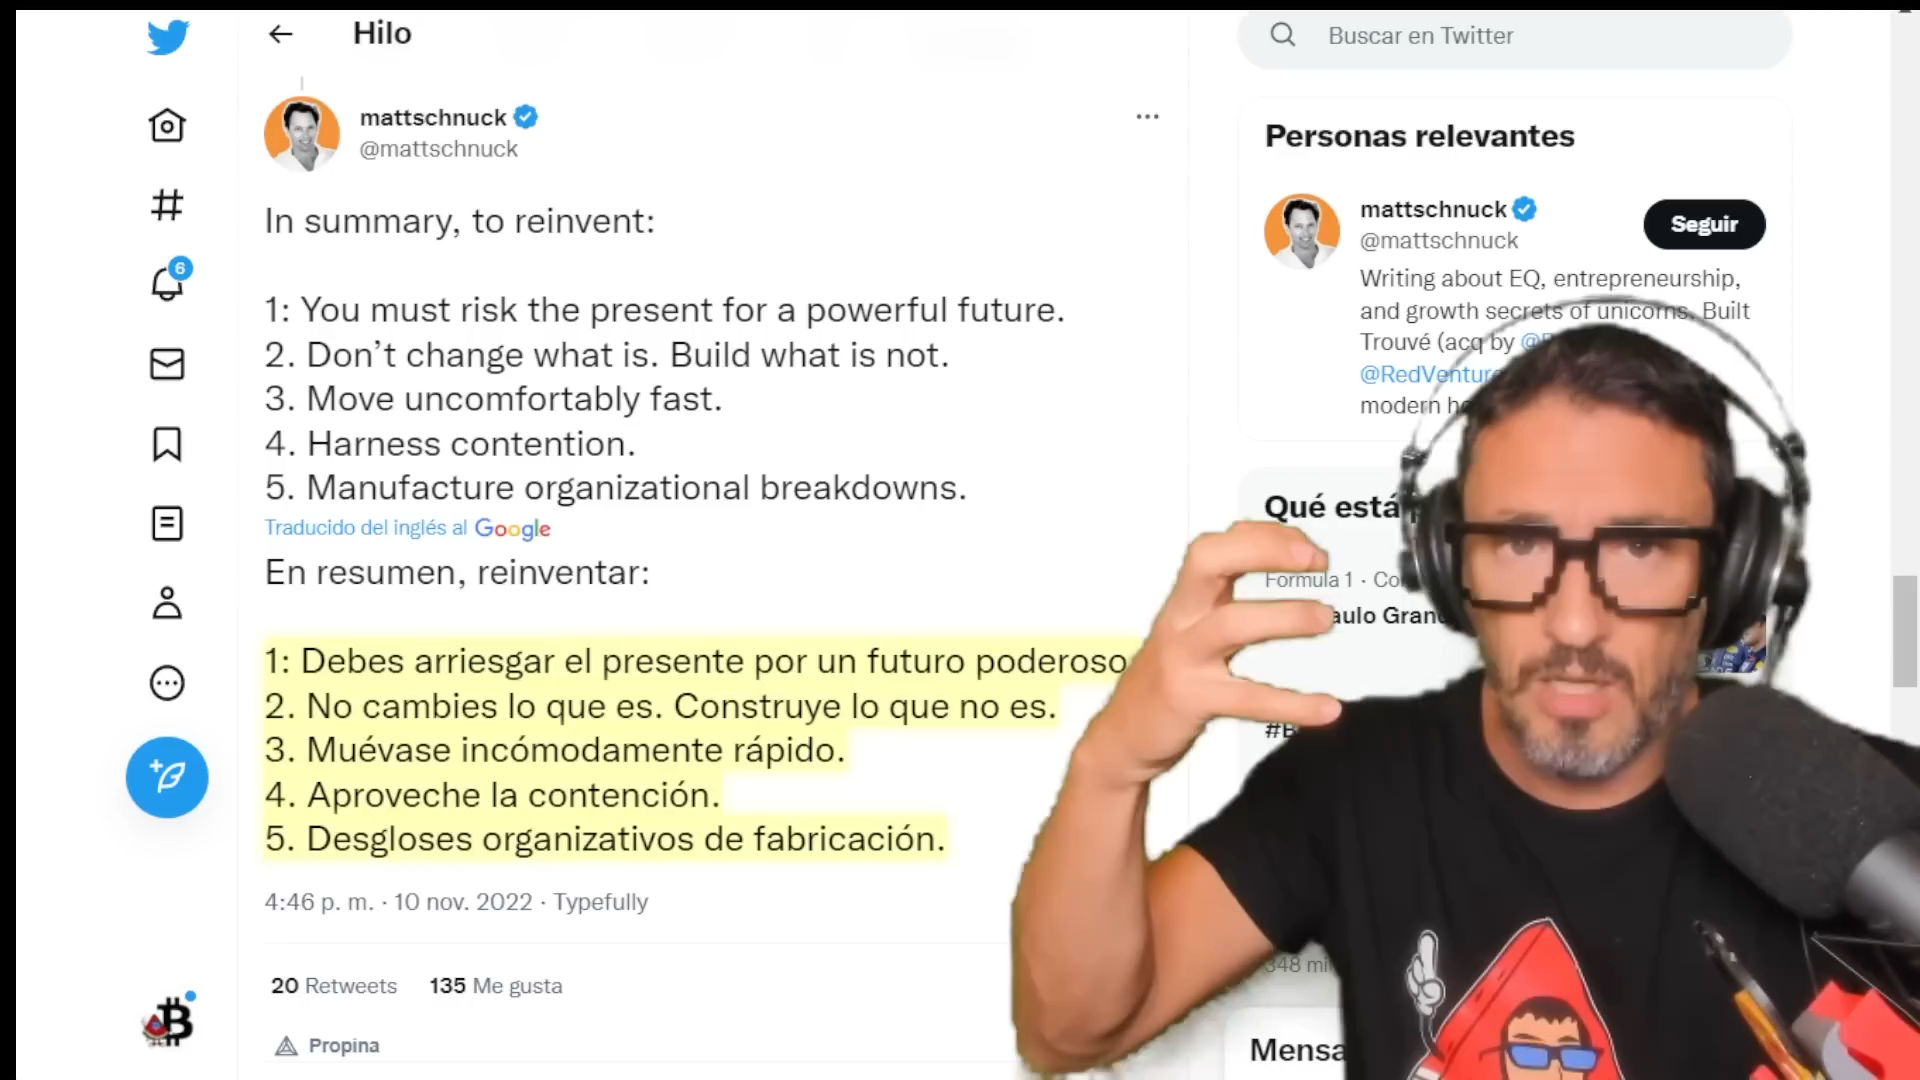 Hilo
mattschnuck
@mattschnuck
In summary, to reinvent:
1: You must risk the present for a powerful future.
2. Don’t change what is. Build what is not.
3. Move uncomfortably fast.
4. Harness contention.
5. Manufacture organizational breakdowns.
Traducido del inglés al Google
En resumen, reinventar:
1: Debes arriesgar el presente por un futuro poderoso
2. No cambies lo que es. Construye lo que no es.
3. Muévase incómodamente rápido.
4. Aproveche la contención.
5. Desgloses organizativos de fabricación.
4:46 p. m. · 10 nov. 2022 · Typefully
20 Retweets 135 Me gusta
Propina
6
Buscar en Twitter
Personas relevantes
mattschnuck
@mattschnuck
Seguir
Writing about EQ, entrepreneurship,
and growth secrets of unicorns. Built
Trouvé (acq by
modern
Qué está
Formula 1 ·
348